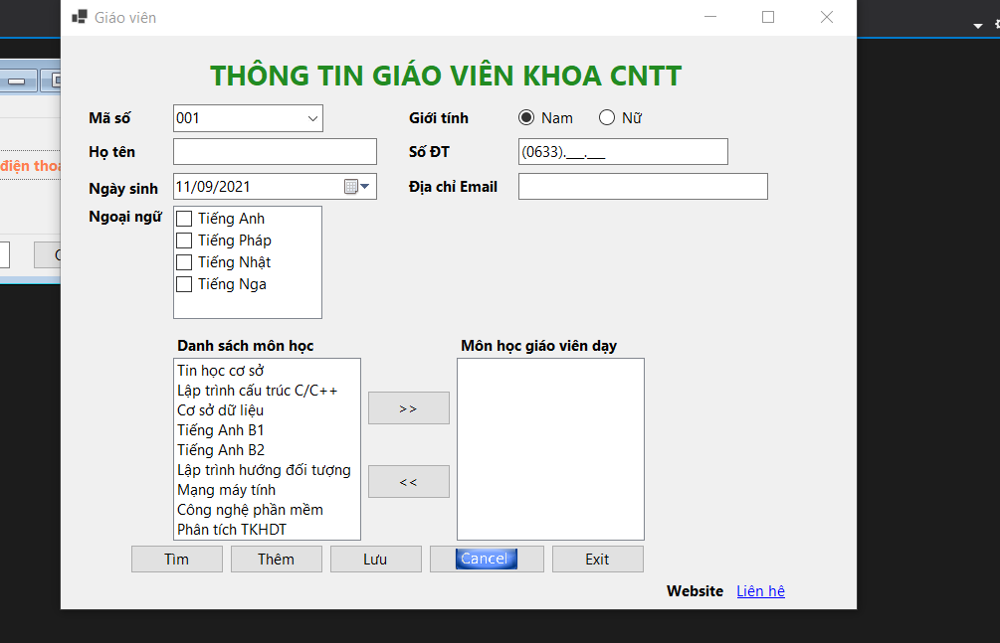 Giáo viên
THÔNG TIN GIÁO VIÊN KHOA CNTT
Mã số 001 Giới tính Nam Nữ
Họ tên Số ĐT (0633).___.___
điện thoạ
Ngày sinh 11/09/2021 Địa chỉ Email
Ngoại ngữ Tiếng Anh
Tiếng Pháp
Tiếng Nhật
Tiếng Nga
Danh sách môn học Môn học giáo viên dạy
Tin học cơ sở
Lập trình cấu trúc C/C++
Cơ sở dữ liệu
>>
Tiếng Anh B1
Tiếng Anh B2
Lập trình hướng đối tượng
<<
Mạng máy tính
Công nghệ phần mềm
Phân tích TKHDT
Tìm Thêm Lưu Cancel Exit
Website Liên hê